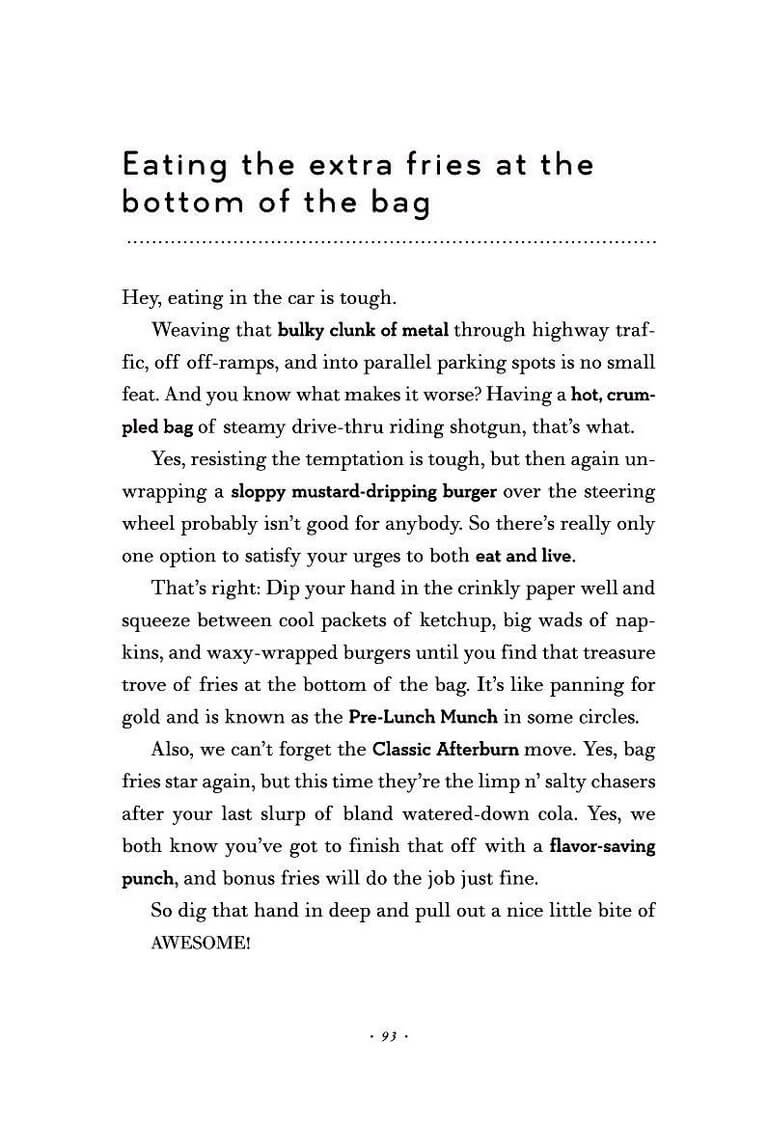 Eating the extra fries at the
bottom of the bag
Hey, eating in the car is tough.
Weaving that bulky clunk of metal through highway traf-
fic, off off-ramps, and into parallel parking spots is no small
feat. And you know what makes it worse? Having a hot, crum-
pled bag of steamy drive-thru riding shotgun, that’s what.
Yes, resisting the temptation is tough, but then again un-
wrapping a sloppy mustard-dripping burger over the steering
wheel probably isn’t good for anybody. So there’s really only
one option to satisfy your urges to both eat and live.
That’s right: Dip your hand in the crinkly paper well and
squeeze between cool packets of ketchup, big wads of nap-
kins, and waxy-wrapped burgers until you find that treasure
trove of fries at the bottom of the bag. It’s like panning for
gold and is known as the Pre-Lunch Munch in some circles.
Also, we can’t forget the Classic Afterburn move. Yes, bag
fries star again, but this time they’re the limp n’ salty chasers
after your last slurp of bland watered-down cola. Yes, we
both know you’ve got to finish that off with a flavor-saving
punch, and bonus fries will do the job just fine.
So dig that hand in deep and pull out a nice little bite of
AWESOME!
· 93 ·